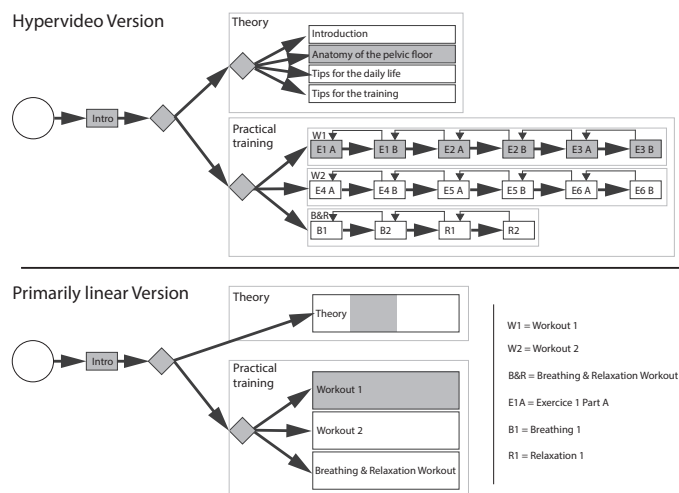 Hypervideo Version
Theory
Introduction
Anatomy of the pelvic floor
Tips for the daily life
Tips for the training
Intro
Practical
training
W1
E1 A E1 B E2 A E2 B E3 A E3 B
W2
E4 A E4 B E5 A E5 B E6 A E6 B
B&R
B1 B2 R1 R2
Primarily linear Version
Theory
Theory
Intro
Practical
training
Workout 1
Workout 2
Breathing & Relaxation Workout
W1 = Workout 1
W2 = Workout 2
B&R = Breathing & Relaxation Workout
E1A = Exercice 1 Part A
B1 = Breathing 1
R1 = Relaxation 1